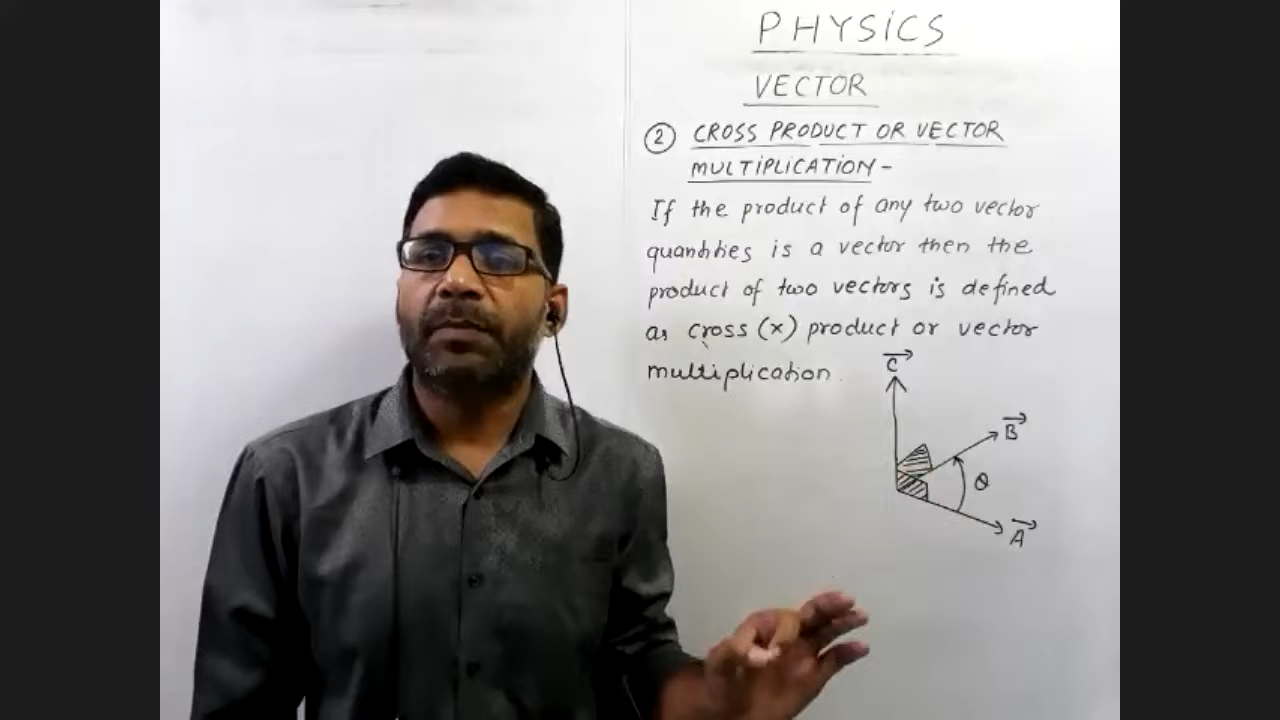 PHYSICS
VECTOR
2 CROSS PRODUCT OR VECTOR
MULTIPLICATION -
If the product of any two vector
quantities is a vector then the
product of two vectors is defined
as cross (x) product or vector
multiplication.
C
B
θ
A